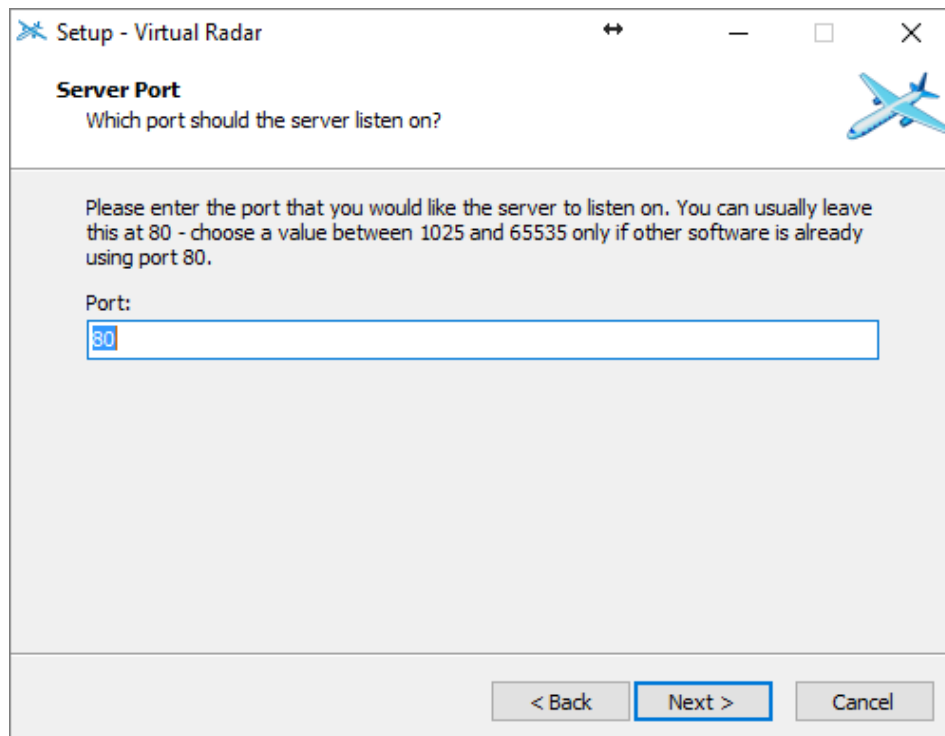 Setup - Virtual Radar
Server Port
Which port should the server listen on?
Please enter the port that you would like the server to listen on. You can usually leave
this at 80 - choose a value between 1025 and 65535 only if other software is already
using port 80.
Port:
80
< Back Next > Cancel